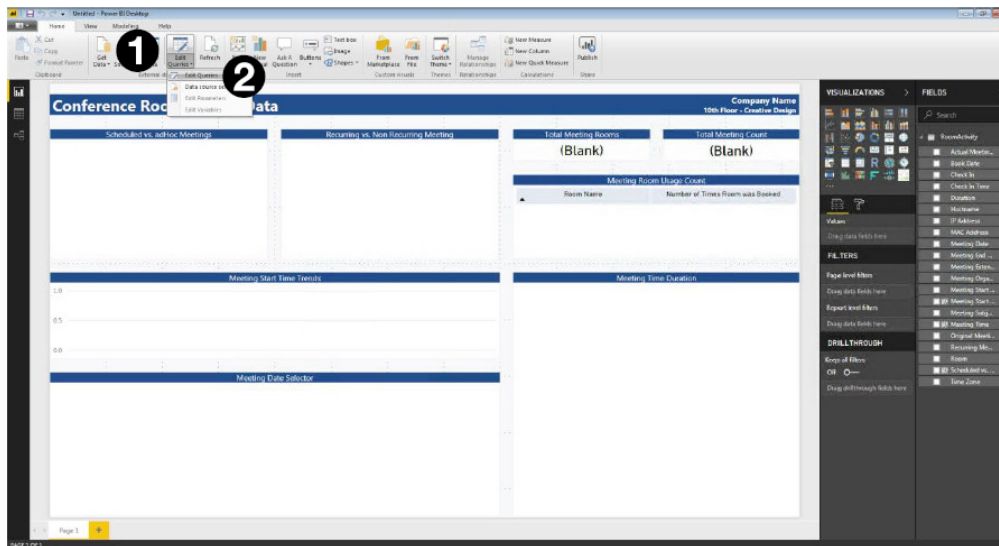 Untitled - Power BI Desktop
Home View Modeling Help
Paste
Cut
Copy
Format Painter
Clipboard
Get
Data
External
Edit
Queries
Refresh
Ask A
Question
Buttons
Text box
Image
Shapes
Insert
From
Marketplace
From
File
Custom visuals
Switch
Theme
Themes
Manage
Relationships
Relationships
New Measure
New Column
New Quick Measure
Calculations
Publish
Share
1
2
Edit Queries
Data source se
Edit Parameters
Edit Variables
Conference Roo
Data
Company Name
10th Floor - Creative Design
Scheduled vs. adHoc Meetings
Recurring vs. Non Recurring Meeting
Total Meeting Rooms
(Blank)
Total Meeting Count
(Blank)
Meeting Room Usage Count
Room Name
Number of Times Room was Booked
Meeting Start Time Trends
1.0
0.5
0.0
Meeting Time Duration
Meeting Date Selector
Page 1
+
PAGE 1 OF 1
VISUALIZATIONS >
Values
Drag data fields here
FILTERS
Page level filters
Drag data fields here
Report level filters
Drag data fields here
DRILLTHROUGH
Keep all filters
Off
Drag drillthrough fields here
FIELDS
Search
RoomActivity
Actual Meetin...
Book Date
Check In
Check In Time
Duration
Hostname
IP Address
MAC Address
Meeting Date
Meeting End ...
Meeting Exten...
Meeting Orga...
Meeting Start...
Meeting Start...
Meeting Subj...
Meeting Time
Original Meeti...
Recurring Me...
Room
Scheduled vs. ...
Time Zone